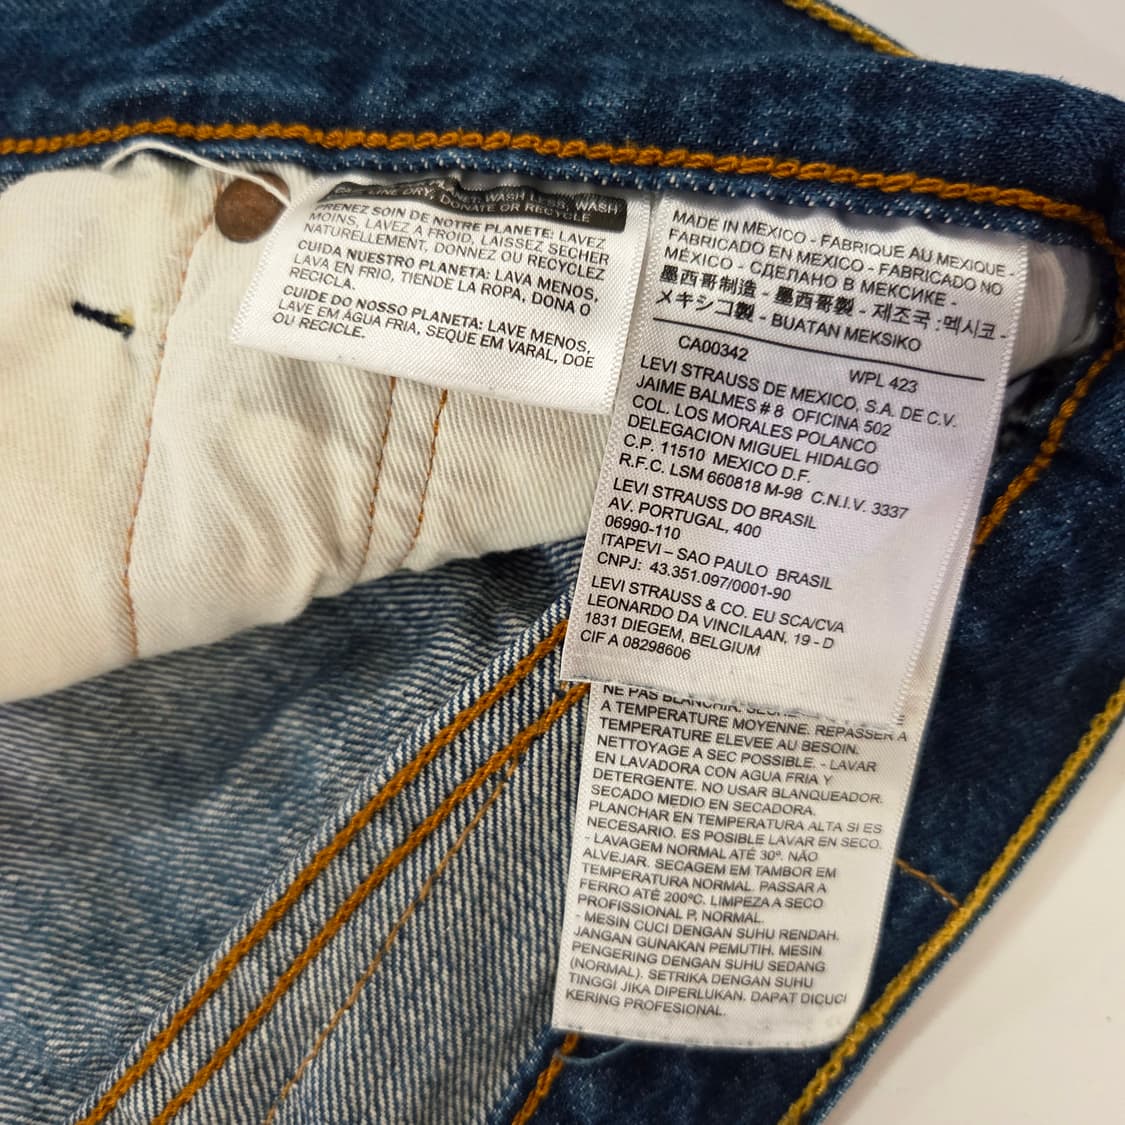 WASH LESS, WASH
LINE DRY, DONATE OR RECYCLE
PRENEZ SOIN DE NOTRE PLANETE: LAVEZ
MOINS, LAVEZ A FROID, LAISSEZ SECHER
NATURELLEMENT, DONNEZ OU RECYCLEZ
CUIDA NUESTRO PLANETA: LAVA MENOS,
LAVA EN FRIO, TIENDE LA ROPA, DONA O
RECICLA.
CUIDE DO NOSSO PLANETA: LAVE MENOS,
LAVE EM ÁGUA FRIA, SEQUE EM VARAL, DOE
OU RECICLE.
MADE IN MEXICO - FABRIQUE AU MEXIQUE -
FABRICADO EN MEXICO - FABRICADO NO
MÉXICO - СДЕЛАНО В МЕКСИКЕ -
墨西哥制造 - 墨西哥製 - 제조국 : 멕시코 -
メキシコ製 - BUATAN MEKSIKO
CA00342 WPL 423
LEVI STRAUSS DE MEXICO, S.A. DE C.V.
JAIME BALMES # 8 OFICINA 502
COL. LOS MORALES POLANCO
DELEGACION MIGUEL HIDALGO
C.P. 11510 MEXICO D.F.
R.F.C. LSM 660818 M-98 C.N.I.V. 3337
LEVI STRAUSS DO BRASIL
AV. PORTUGAL, 400
06990-110
ITAPEVI – SAO PAULO BRASIL
CNPJ: 43.351.097/0001-90
LEVI STRAUSS & CO. EU SCA/CVA
LEONARDO DA VINCILAAN, 19 - D
1831 DIEGEM, BELGIUM
CIF A 08298606
NE PAS BLANCHIR.
A TEMPERATURE MOYENNE. REPASSER A
TEMPERATURE ELEVEE AU BESOIN.
NETTOYAGE A SEC POSSIBLE. - LAVAR
EN LAVADORA CON AGUA FRIA Y
DETERGENTE. NO USAR BLANQUEADOR.
SECADO MEDIO EN SECADORA.
PLANCHAR EN TEMPERATURA ALTA SI ES
NECESARIO. ES POSIBLE LAVAR EN SECO.
- LAVAGEM NORMAL ATÉ 30º. NÃO
ALVEJAR. SECAGEM EM TAMBOR EM
TEMPERATURA NORMAL. PASSAR A
FERRO ATÉ 200ºC. LIMPEZA A SECO
PROFISSIONAL P, NORMAL.
- MESIN CUCI DENGAN SUHU RENDAH.
JANGAN GUNAKAN PEMUTIH. MESIN
PENGERING DENGAN SUHU SEDANG
(NORMAL). SETRIKA DENGAN SUHU
TINGGI JIKA DIPERLUKAN. DAPAT DICUCI
KERING PROFESIONAL.